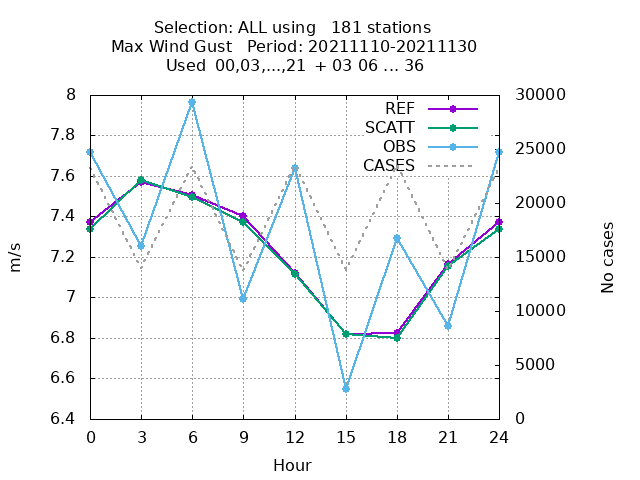 Selection: ALL using   181 stations
Max Wind Gust   Period: 20211110-20211130
Used  00,03,...,21  + 03 06 ... 36
REF
SCATT
OBS
CASES
8
7.8
7.6
7.4
7.2
7
6.8
6.6
6.4
m/s
30000
25000
20000
15000
10000
5000
0
No cases
0 3 6 9 12 15 18 21 24
Hour